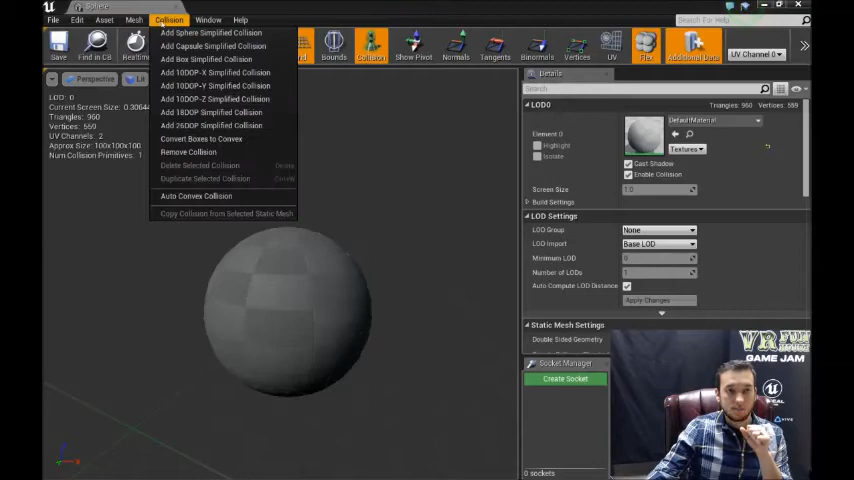 Sphere
File Edit Asset Mesh Collision Window Help
Search For Help
Save Find in CB Realtime Bounds Collision Show Pivot Normals Tangents Binormals Vertices Flex Additional Data UV Channel 0
Add Sphere Simplified Collision
Add Capsule Simplified Collision
Add Box Simplified Collision
Add 10DOP-X Simplified Collision
Add 10DOP-Y Simplified Collision
Add 10DOP-Z Simplified Collision
Add 18DOP Simplified Collision
Add 26DOP Simplified Collision
Convert Boxes to Convex
Remove Collision
Delete Selected Collision
Duplicate Selected Collision
Auto Convex Collision
Copy Collision from Selected Static Mesh
Perspective Lit
LOD: 0
Current Screen Size: 0.30644
Triangles: 960
Vertices: 559
UV Channels: 2
Approx Size: 100x100x100
Num Collision Primitives: 1
Details
Search
LOD0 Triangles: 960 Vertices: 559
Element 0
Highlight
Isolate
DefaultMaterial
Textures
Cast Shadow
Enable Collision
Screen Size 1.0
Build Settings
LOD Settings
LOD Group None
LOD Import Base LOD
Minimum LOD 0
Number of LODs 1
Auto Compute LOD Distance
Apply Changes
Static Mesh Settings
Double Sided Geometry
Socket Manager
Create Socket
0 sockets
VR FUN
GAME JAM
VIVE